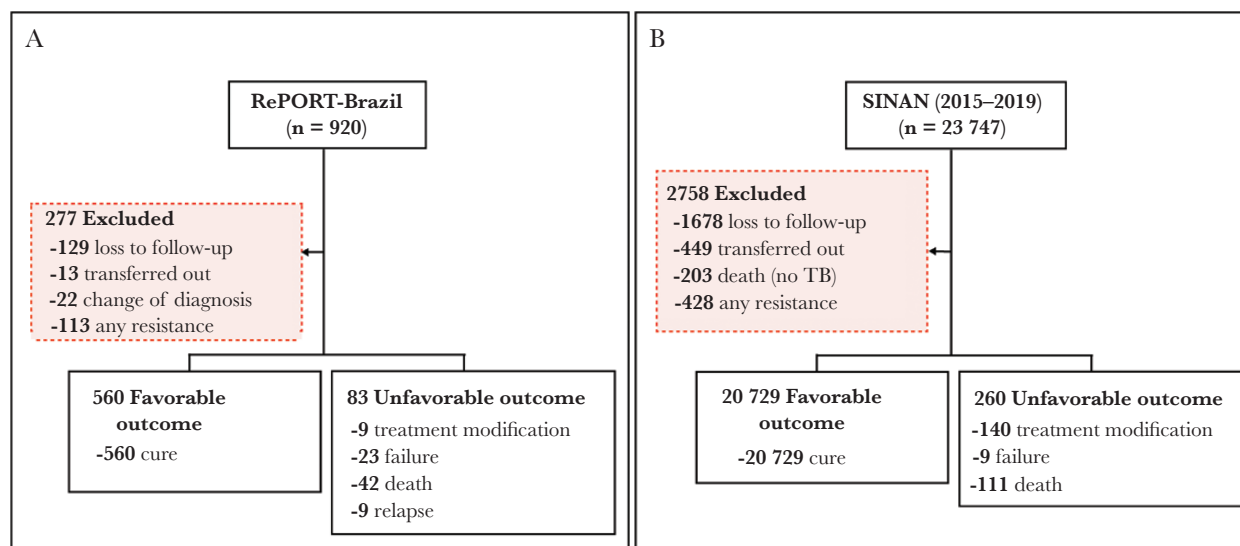 A
RePORT-Brazil
(n = 920)
277 Excluded
-129 loss to follow-up
-13 transferred out
-22 change of diagnosis
-113 any resistance
560 Favorable
outcome
-560 cure
83 Unfavorable outcome
-9 treatment modification
-23 failure
-42 death
-9 relapse
B
SINAN (2015–2019)
(n = 23 747)
2758 Excluded
-1678 loss to follow-up
-449 transferred out
-203 death (no TB)
-428 any resistance
20 729 Favorable
outcome
-20 729 cure
260 Unfavorable outcome
-140 treatment modification
-9 failure
-111 death